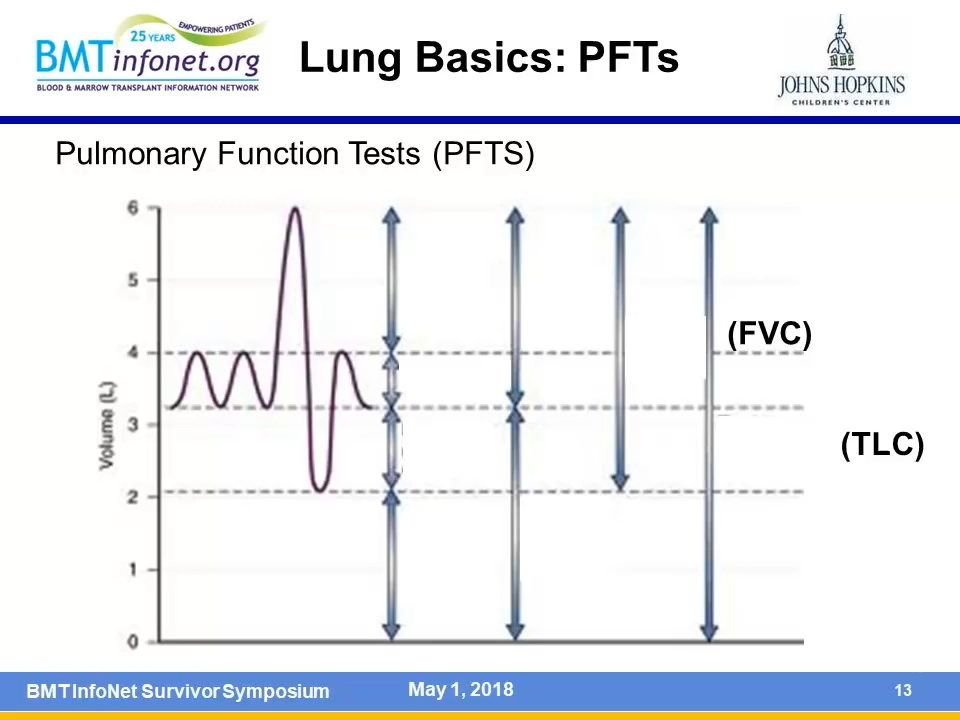 25 YEARS
EMPOWERING PATIENTS
BMTinfonet.org
BLOOD & MARROW TRANSPLANT INFORMATION NETWORK
Lung Basics: PFTs
JOHNS HOPKINS
CHILDREN'S CENTER
Pulmonary Function Tests (PFTS)
6
5
4
3
2
1
0
Volume (L)
(FVC)
(TLC)
BMT InfoNet Survivor Symposium
May 1, 2018
13